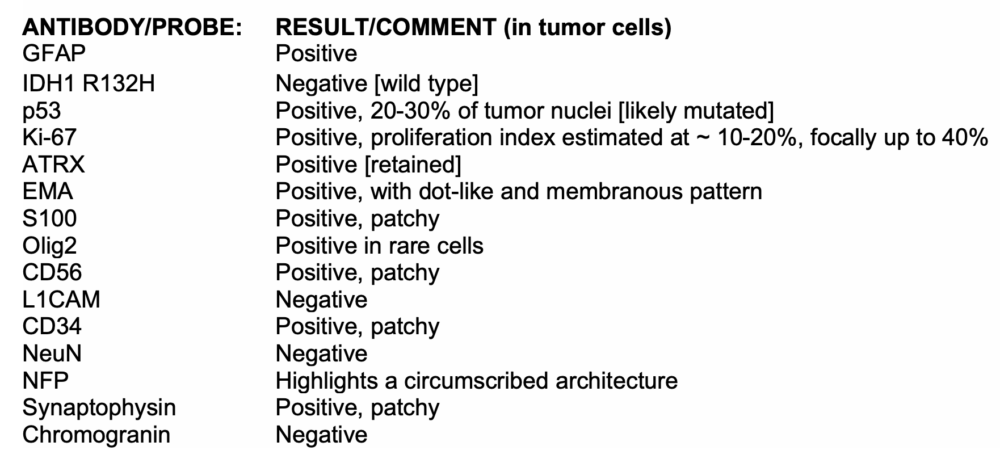 ANTIBODY/PROBE: RESULT/COMMENT (in tumor cells)
GFAP Positive
IDH1 R132H Negative [wild type]
p53 Positive, 20-30% of tumor nuclei [likely mutated]
Ki-67 Positive, proliferation index estimated at ~ 10-20%, focally up to 40%
ATRX Positive [retained]
EMA Positive, with dot-like and membranous pattern
S100 Positive, patchy
Olig2 Positive in rare cells
CD56 Positive, patchy
L1CAM Negative
CD34 Positive, patchy
NeuN Negative
NFP Highlights a circumscribed architecture
Synaptophysin Positive, patchy
Chromogranin Negative